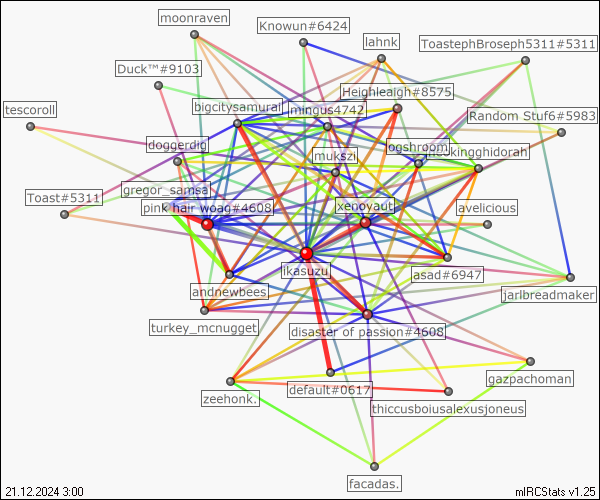 moonraven
Knowun#6424
lahnk
ToastephBroseph5311#5311
Duck™#9103
Heighleaigh#8575
tescoroll
bigcitysamurai
mingus4742
Random Stuf6#5983
doggerdig
ogshroom
mukszi
gregor_samsa
Toast#5311
pink hair woag#4608
xenoyaut
avelicious
ikasuzu
asad#6947
andnewbees
jarlbreadmaker
turkey_mcnugget
disaster of passion#4608
gazpachoman
zeehonk.
default#0617
thiccusboiusalexusjoneus
facadas.
21.12.2024 3:00
mIRCStats v1.25